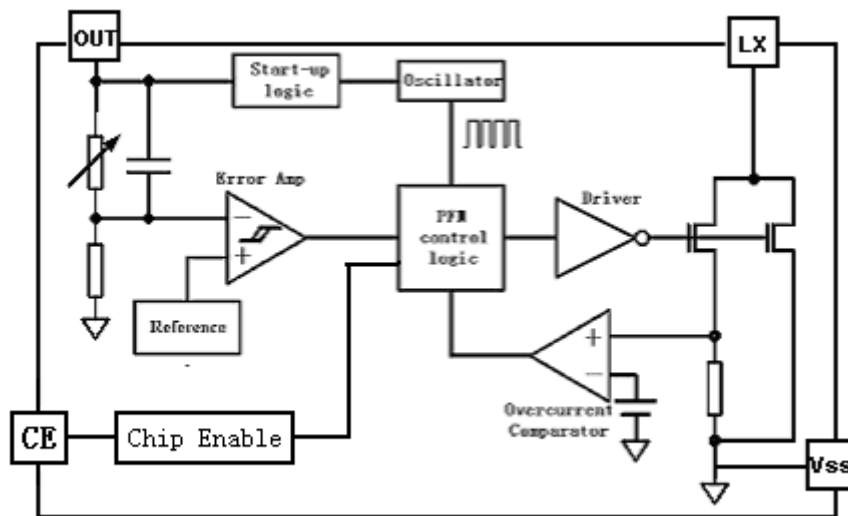 OUT
LX
Start-up
logic
Oscillator
Error Amp
PFM
control
logic
Driver
Reference
Overcurrent
Comparator
CE
Chip Enable
Vss